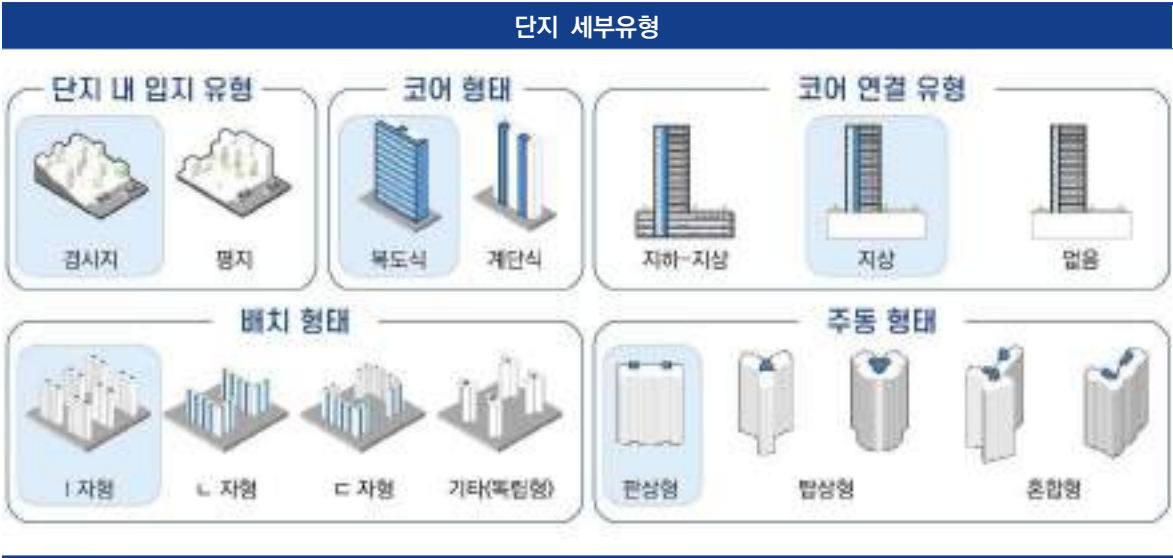 단지 세부유형
단지 내 입지 유형
경사지
평지
코어 형태
복도식
계단식
코어 연결 유형
지하-지상
지상
없음
배치 형태
ㅣ자형
ㄴ 자형
ㄷ 자형
기타(독립형)
주동 형태
판상형
탑상형
혼합형